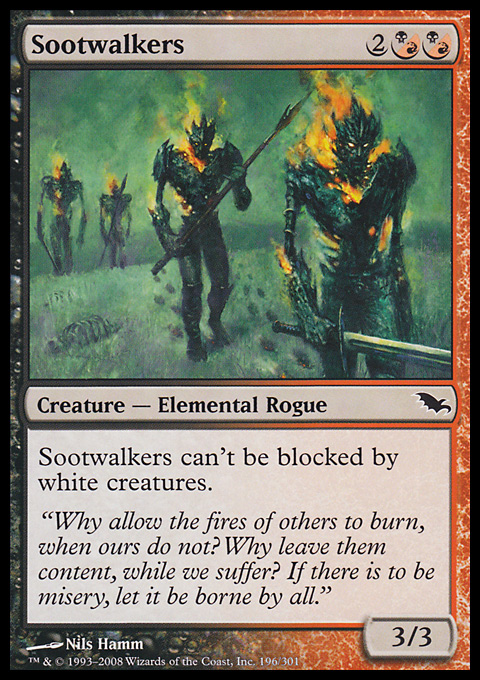 Sootwalkers 2
Creature — Elemental Rogue
Sootwalkers can't be blocked by
white creatures.
“Why allow the fires of others to burn,
when ours do not? Why leave them
content, while we suffer? If there is to be
misery, let it be borne by all.”
Nils Hamm
3/3
™ & © 1993–2008 Wizards of the Coast, Inc. 196/301